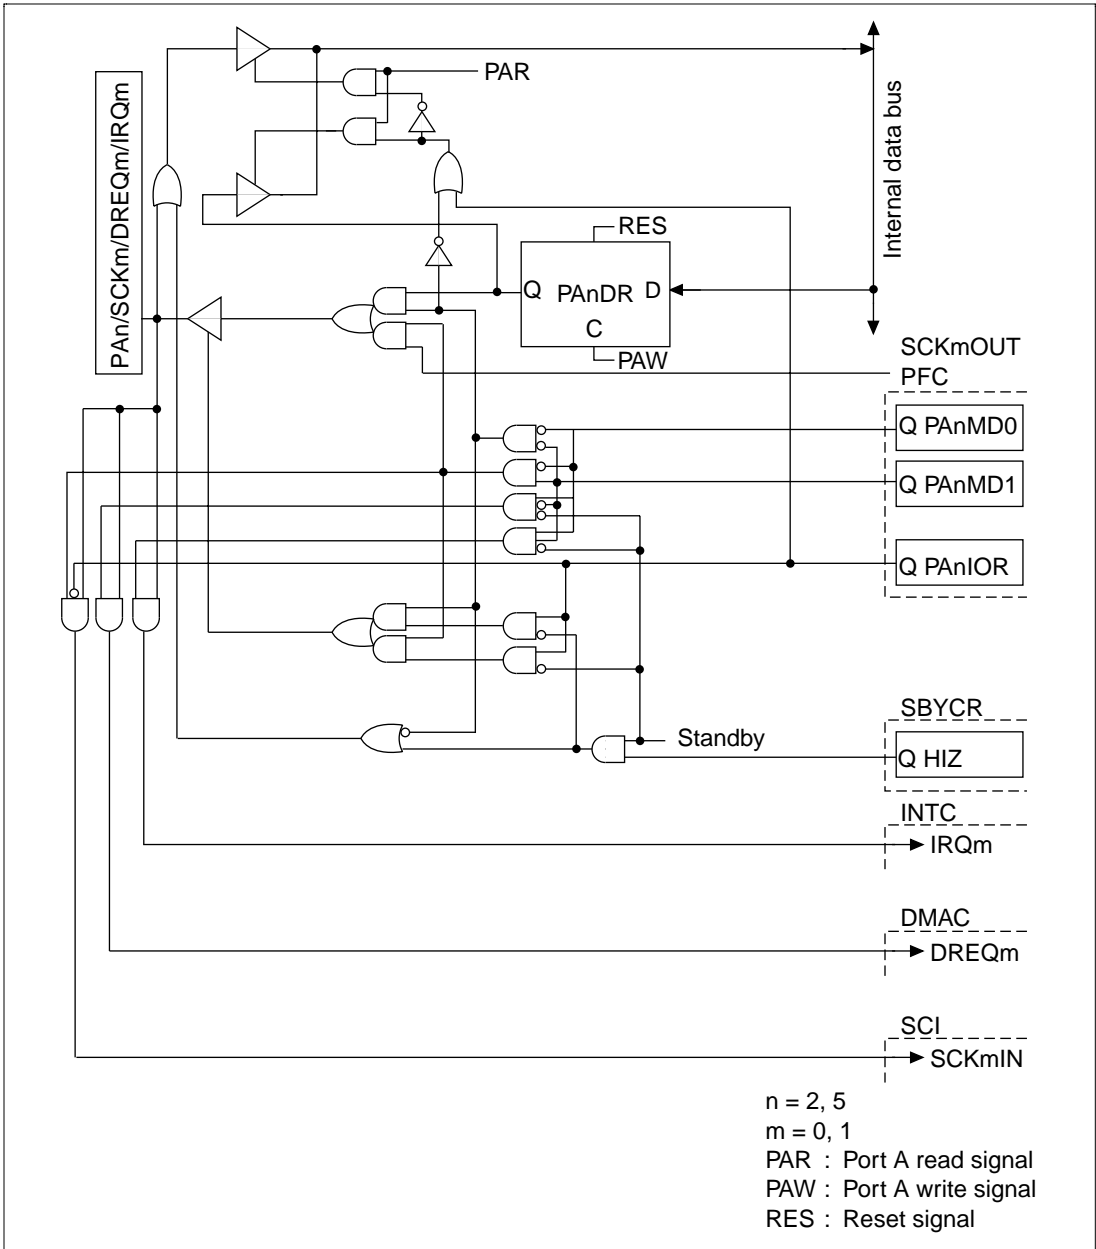 PAn/SCKm/DREQm/IRQm
PAR
Internal data bus
RES
Q PAnDR D
C
PAW
SCKmOUT
PFC
Q PAnMD0
Q PAnMD1
Q PAnIOR
SBYCR
Standby
Q HIZ
INTC
IRQm
DMAC
DREQm
SCI
SCKmIN
n = 2, 5
m = 0, 1
PAR : Port A read signal
PAW : Port A write signal
RES : Reset signal